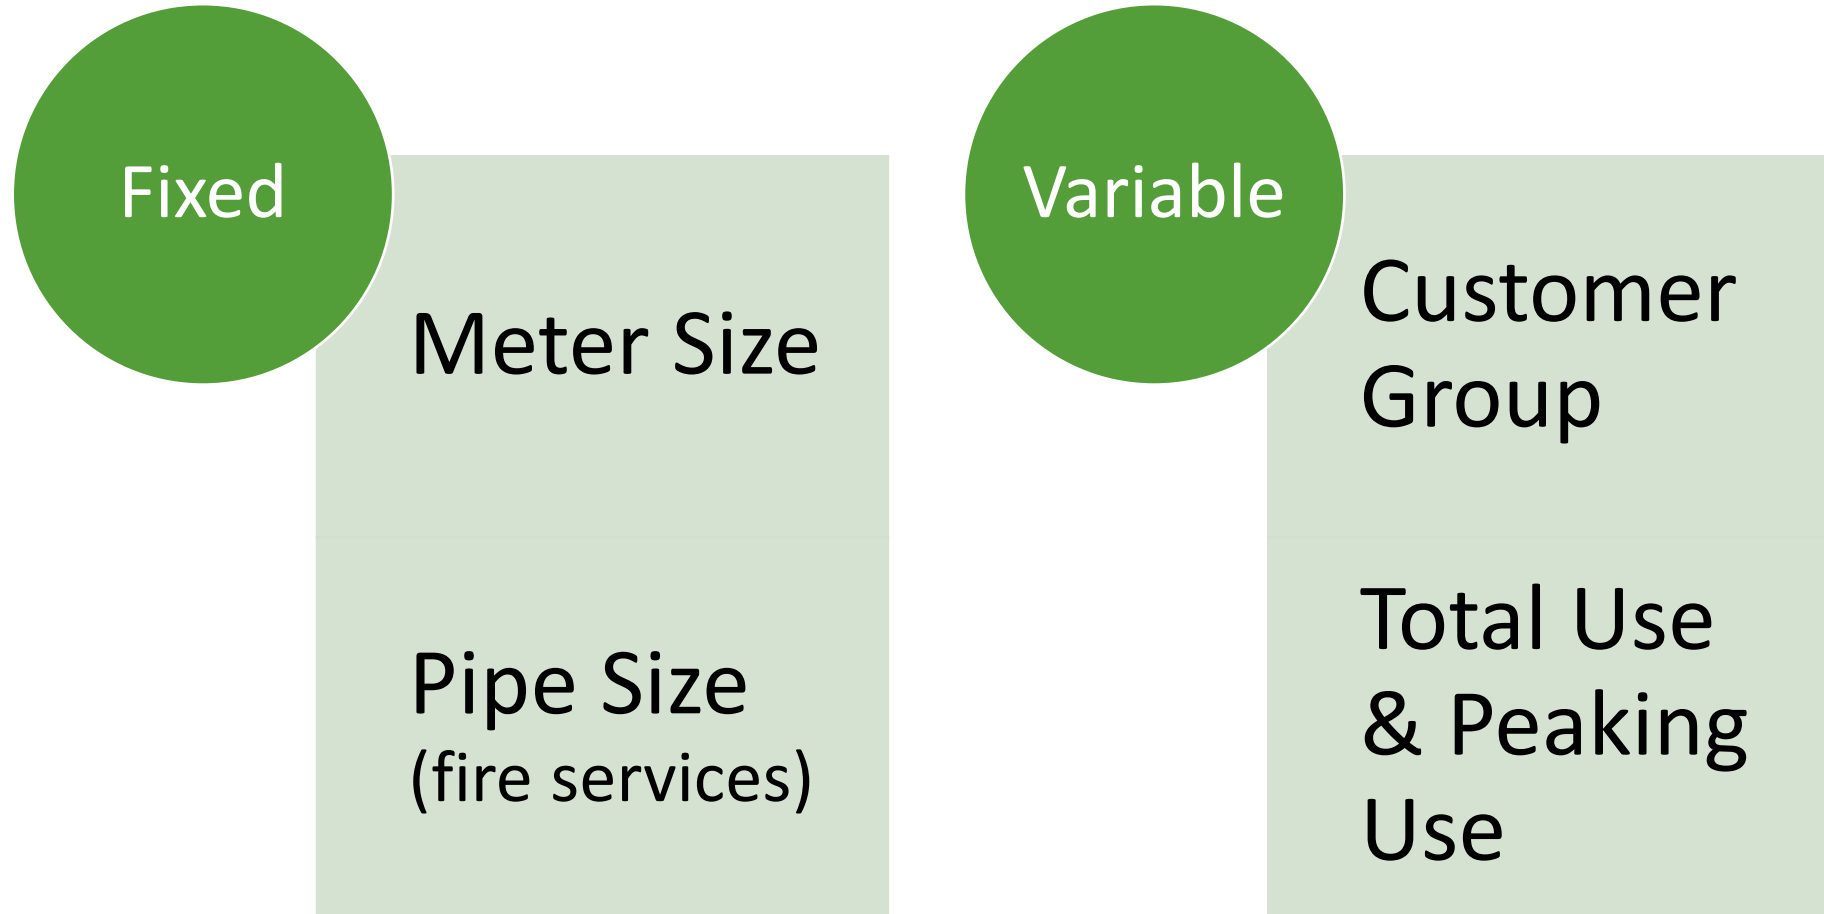 Fixed
Meter Size
Pipe Size
(fire services)
Variable
Customer
Group
Total Use
& Peaking
Use